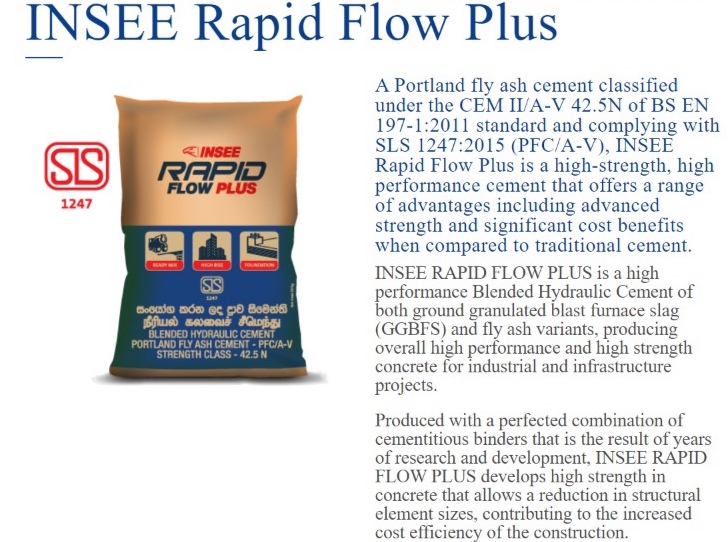 INSEE Rapid Flow Plus
SLS
1247
INSEE
RAPID
FLOW PLUS
READY MIX
HIGH RISE
FOUNDATION
SLS
1247
සංයෝග කරන ලද ද්‍රාව සිමෙන්ති
நீரியல் கலவைச் சீமெந்து
BLENDED HYDRAULIC CEMENT
PORTLAND FLY ASH CEMENT - PFC/A-V
STRENGTH CLASS - 42.5 N
A Portland fly ash cement classified
under the CEM II/A-V 42.5N of BS EN
197-1:2011 standard and complying with
SLS 1247:2015 (PFC/A-V), INSEE
Rapid Flow Plus is a high-strength, high
performance cement that offers a range
of advantages including advanced
strength and significant cost benefits
when compared to traditional cement.
INSEE RAPID FLOW PLUS is a high
performance Blended Hydraulic Cement of
both ground granulated blast furnace slag
(GGBFS) and fly ash variants, producing
overall high performance and high strength
concrete for industrial and infrastructure
projects.
Produced with a perfected combination of
cementitious binders that is the result of years
of research and development, INSEE RAPID
FLOW PLUS develops high strength in
concrete that allows a reduction in structural
element sizes, contributing to the increased
cost efficiency of the construction.